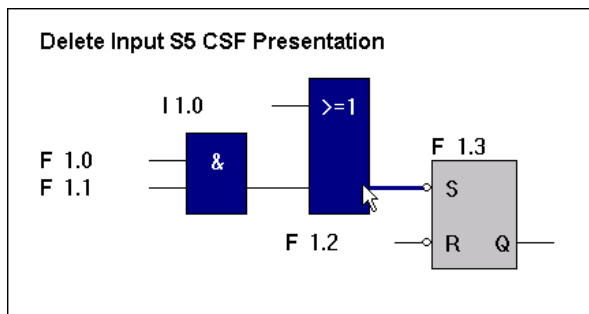 Delete Input S5 CSF Presentation
I 1.0
>=1
F 1.0
&
F 1.1
F 1.3
S
F 1.2
R Q